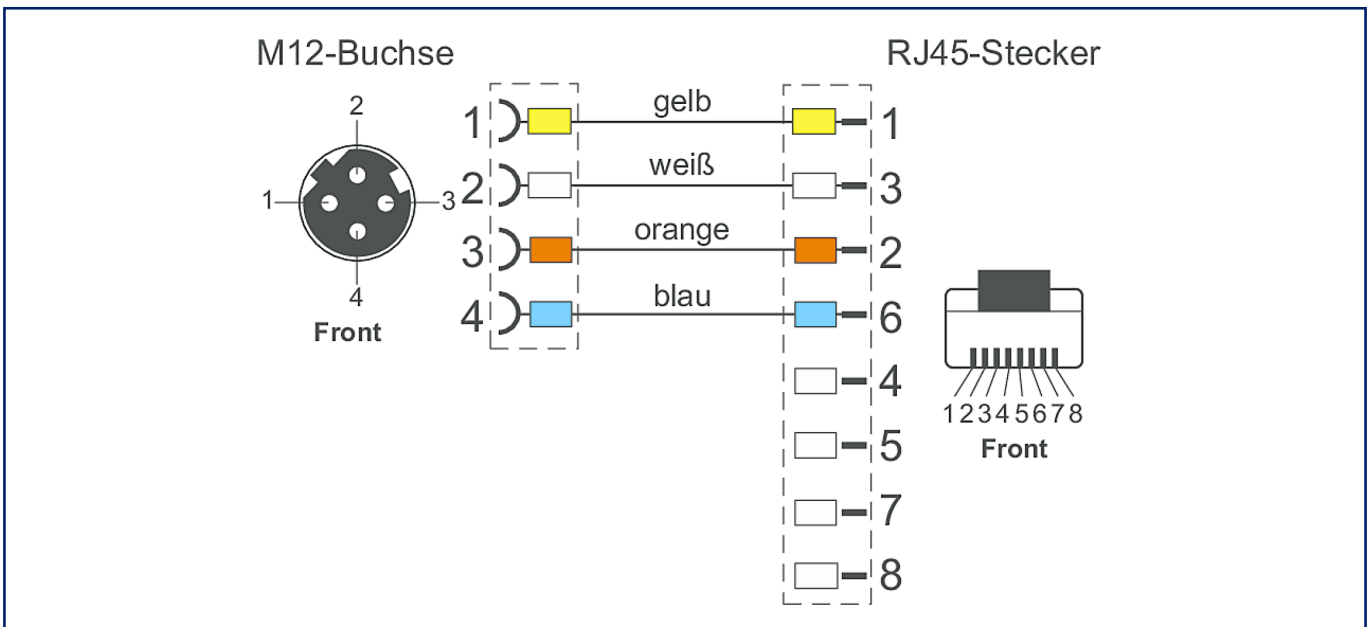 M12-Buchse
RJ45-Stecker
2
1
3
4
Front
1 gelb 1
2 weiß 3
3 orange 2
4 blau 6
4
5
7
8
12345678
Front